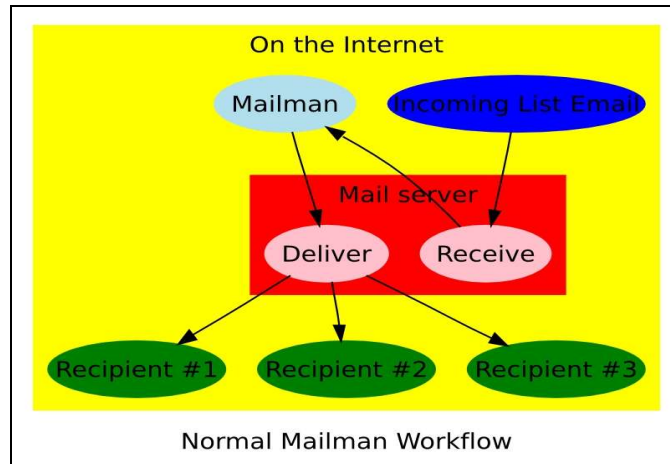 On the Internet
Mailman
Incoming List Email
Mail server
Deliver
Receive
Recipient #1
Recipient #2
Recipient #3
Normal Mailman Workflow